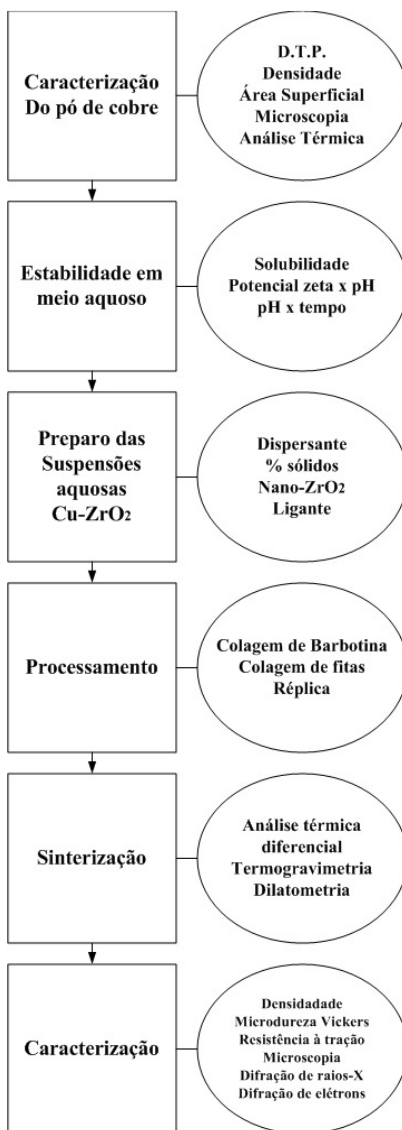 Caracterização
Do pó de cobre
D.T.P.
Densidade
Área Superficial
Microscopia
Análise Térmica
Estabilidade em
meio aquoso
Solubilidade
Potencial zeta x pH
pH x tempo
Preparo das
Suspensões
aquosas
Cu-ZrO2
Dispersante
% sólidos
Nano-ZrO2
Ligante
Processamento
Colagem de Barbotina
Colagem de fitas
Réplica
Sinterização
Análise térmica
diferencial
Termogravimetria
Dilatometria
Caracterização
Densidadade
Microdureza Vickers
Resistência à tração
Microscopia
Difração de raios-X
Difração de elétrons